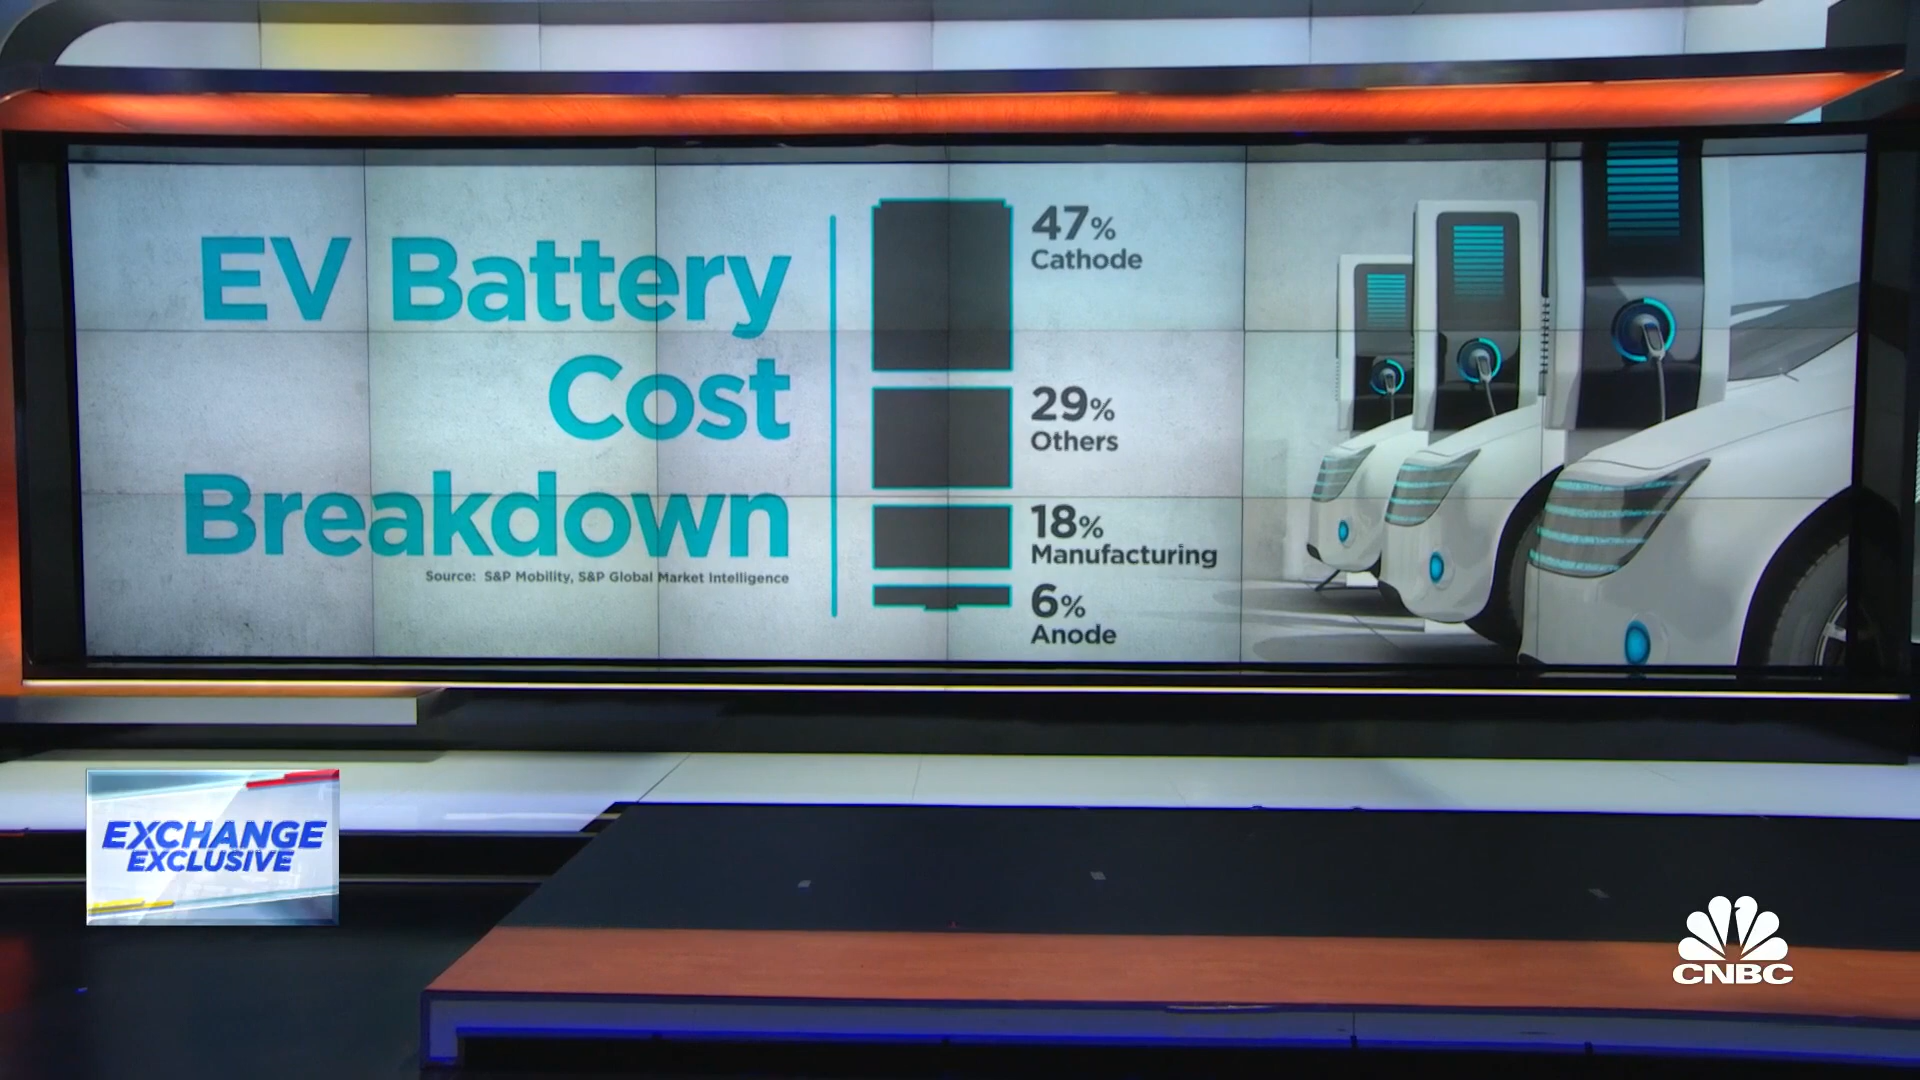 EV Battery
Cost
Breakdown
Source: S&P Mobility, S&P Global Market Intelligence
47%
Cathode
29%
Others
18%
Manufacturing
6%
Anode
EXCHANGE
EXCLUSIVE
CNBC